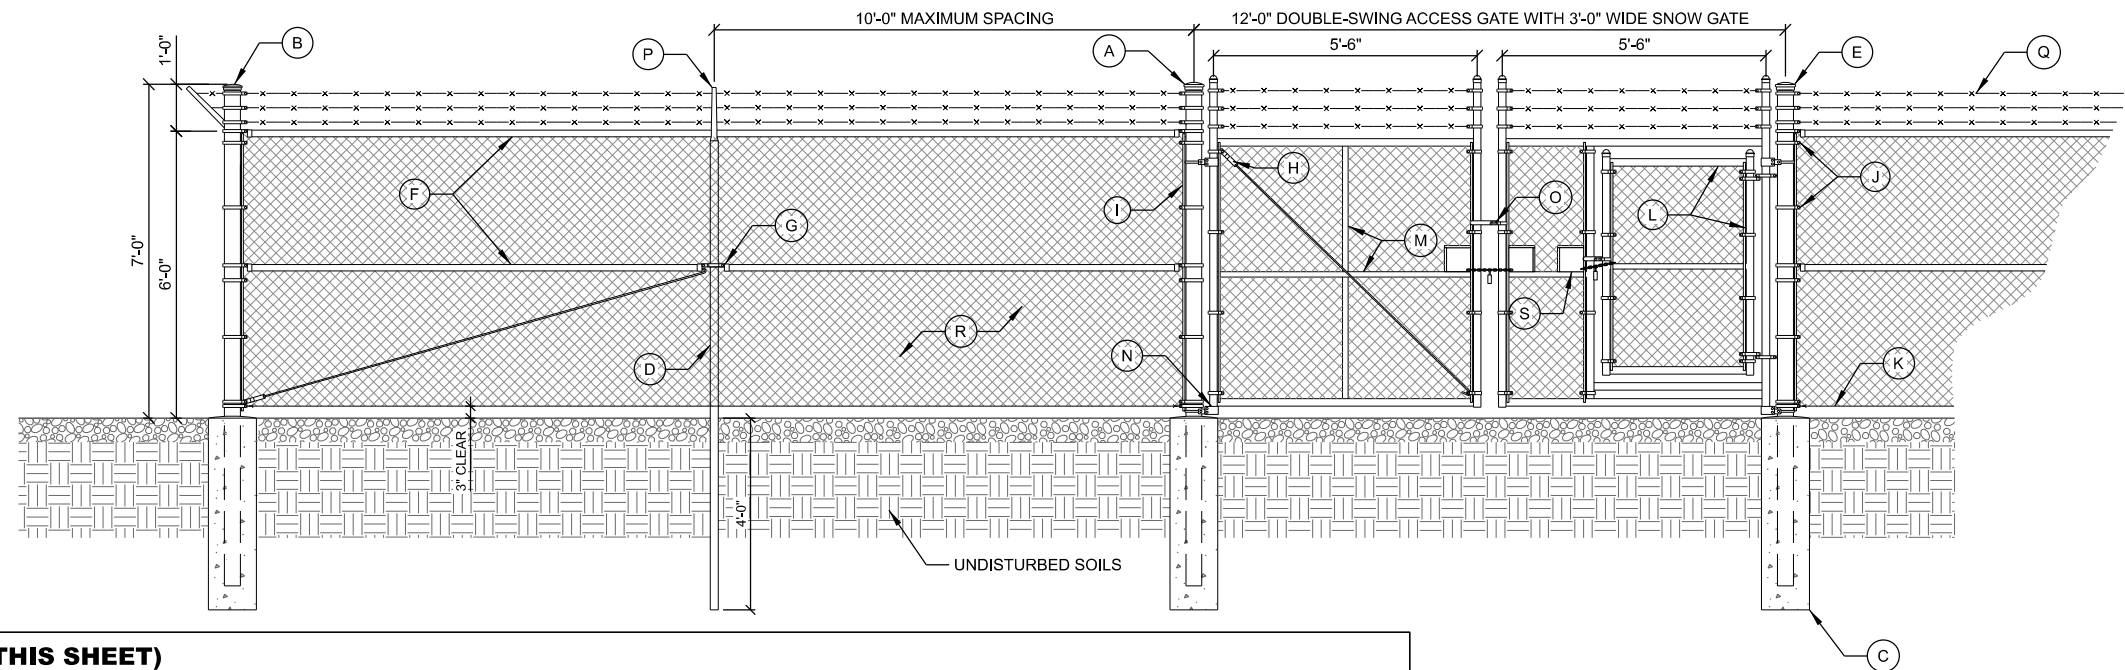 10'-0" MAXIMUM SPACING
12'-0" DOUBLE-SWING ACCESS GATE WITH 3'-0" WIDE SNOW GATE
1'-0"
B
P
A
5'-6"
5'-6"
E
Q
F
H
J
I
O
L
7'-0"
6'-0"
G
M
R
S
D
N
K
3" CLEAR
4'-0"
UNDISTURBED SOILS
C
THIS SHEET)